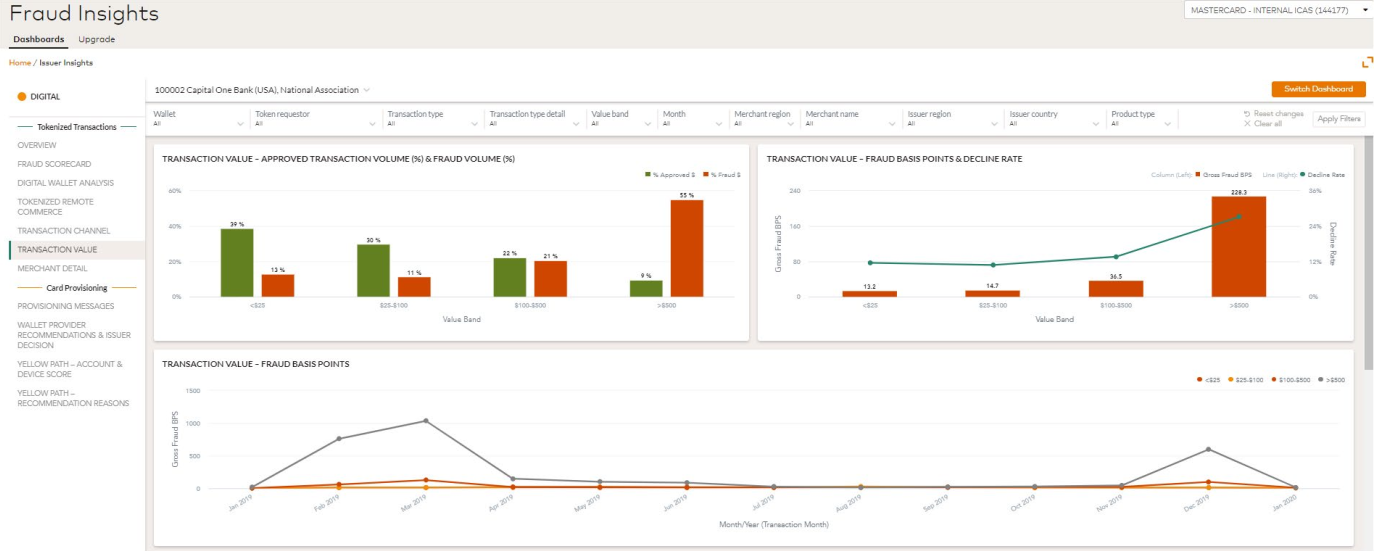 Fraud Insights
MASTERCARD - INTERNAL ICAS (144177)
Dashboards Upgrade
Home / Issuer Insights
DIGITAL
Tokenized Transactions
OVERVIEW
FRAUD SCORECARD
DIGITAL WALLET ANALYSIS
TOKENIZED REMOTE
COMMERCE
TRANSACTION CHANNEL
TRANSACTION VALUE
MERCHANT DETAIL
Card Provisioning
PROVISIONING MESSAGES
WALLET PROVIDER
RECOMMENDATIONS & ISSUER
DECISION
YELLOW PATH – ACCOUNT &
DEVICE SCORE
YELLOW PATH –
RECOMMENDATION REASONS
100002 Capital One Bank (USA), National Association
Switch Dashboard
Wallet Token requestor Transaction type Transaction type detail Value band Month Merchant region Merchant name Issuer region Issuer country Product type
All All All All All All All All All All All
Reset changes
Clear all
Apply Filters
TRANSACTION VALUE – APPROVED TRANSACTION VOLUME (%) & FRAUD VOLUME (%)
% Approved $ % Fraud $
60%
40%
20%
0%
39 % 13 % 30 % 11 % 22 % 21 % 9 % 55 %
<$25 $25-$100 $100-$500 >$500
Value Band
TRANSACTION VALUE – FRAUD BASIS POINTS & DECLINE RATE
Column (Left): Gross Fraud BPS Line (Right): Decline Rate
Gross Fraud BPS
240
160
80
0
13.2 14.7 36.5 228.3
36%
24%
12%
0%
Decline Rate
<$25 $25-$100 $100-$500 >$500
Value Band
TRANSACTION VALUE – FRAUD BASIS POINTS
<$25 $25-$100 $100-$500 >$500
Gross Fraud BPS
1500
1000
500
0
Jan 2019 Feb 2019 Mar 2019 Apr 2019 May 2019 Jun 2019 Jul 2019 Aug 2019 Sep 2019 Oct 2019 Nov 2019 Dec 2019 Jan 2020
Month/Year (Transaction Month)